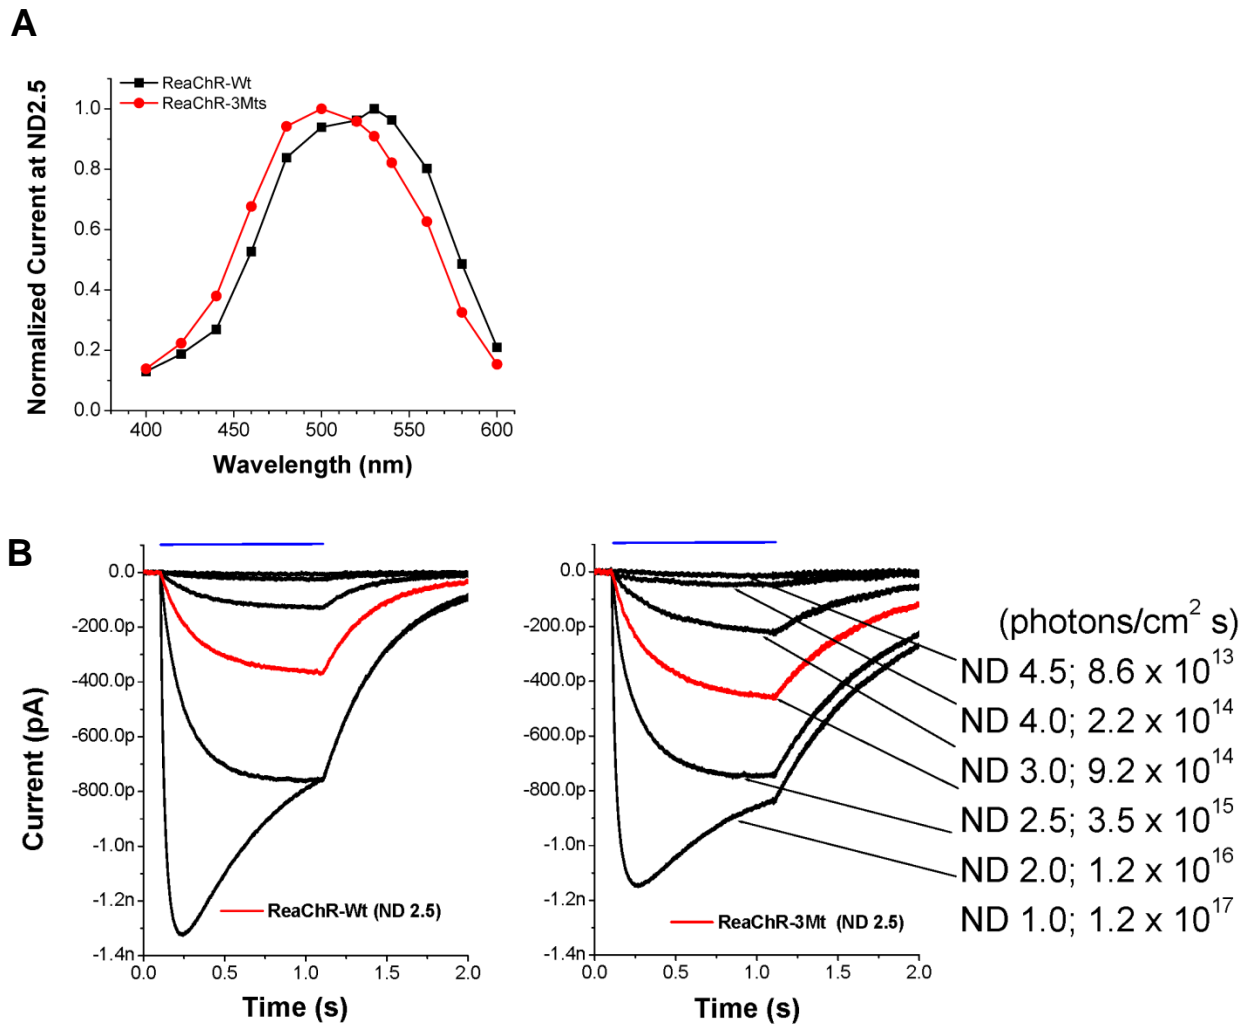 A
ReaChR-Wt
ReaChR-3Mts
Normalized Current at ND2.5
1.0
0.8
0.6
0.4
0.2
0.0
400 450 500 550 600
Wavelength (nm)
B
Current (pA)
0.0
-200.0p
-400.0p
-600.0p
-800.0p
-1.0n
-1.2n
-1.4n
ReaChR-Wt (ND 2.5)
0.0 0.5 1.0 1.5 2.0
Time (s)
0.0
-200.0p
-400.0p
-600.0p
-800.0p
-1.0n
-1.2n
-1.4n
ReaChR-3Mt (ND 2.5)
0.0 0.5 1.0 1.5 2.0
Time (s)
(photons/cm² s)
ND 4.5; 8.6 x 10¹³
ND 4.0; 2.2 x 10¹⁴
ND 3.0; 9.2 x 10¹⁴
ND 2.5; 3.5 x 10¹⁵
ND 2.0; 1.2 x 10¹⁶
ND 1.0; 1.2 x 10¹⁷